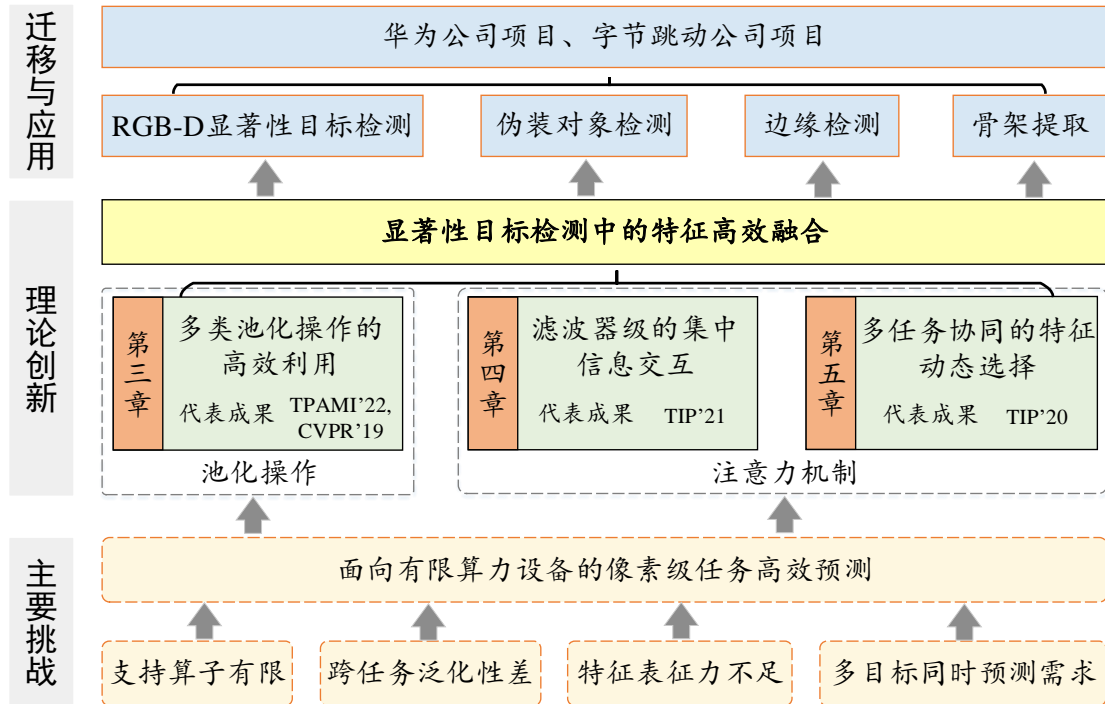 迁移与应用
华为公司项目、字节跳动公司项目
RGB-D显著性目标检测
伪装对象检测
边缘检测
骨架提取
理论创新
显著性目标检测中的特征高效融合
第三章
多类池化操作的
高效利用
代表成果
TPAMI’22,
CVPR’19
池化操作
第四章
滤波器级的集中
信息交互
代表成果
TIP’21
第五章
多任务协同的特征
动态选择
代表成果
TIP’20
注意力机制
主要挑战
面向有限算力设备的像素级任务高效预测
支持算子有限
跨任务泛化性差
特征表征力不足
多目标同时预测需求